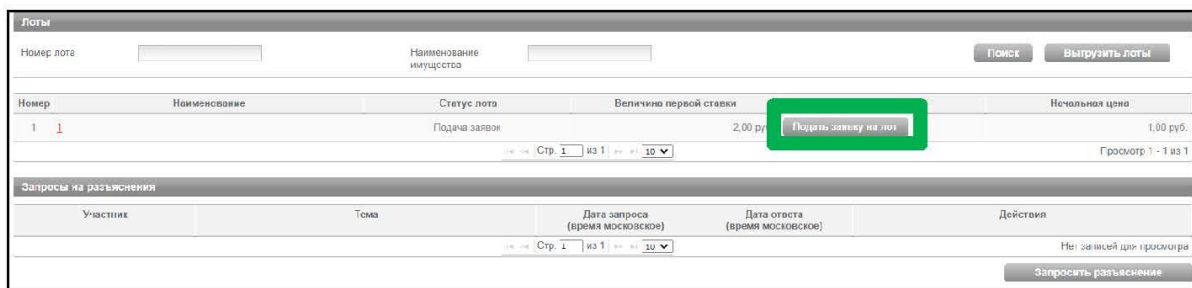 Лоты
Номер лота Наименование имущества Поиск Выгрузить лоты
Номер Наименование Статус лота Величина первой ставки Начальная цена
1 1 Подача заявок 2,00 ру Подать заявку на лот 1,00 руб.
Стр. 1 из 1 10 Просмотр 1 - 1 из 1
Запросы на разъяснения
Участник Тема Дата запроса (время московское) Дата ответа (время московское) Действия
Стр. 1 из 1 10 Нет записей для просмотра
Запросить разъяснение